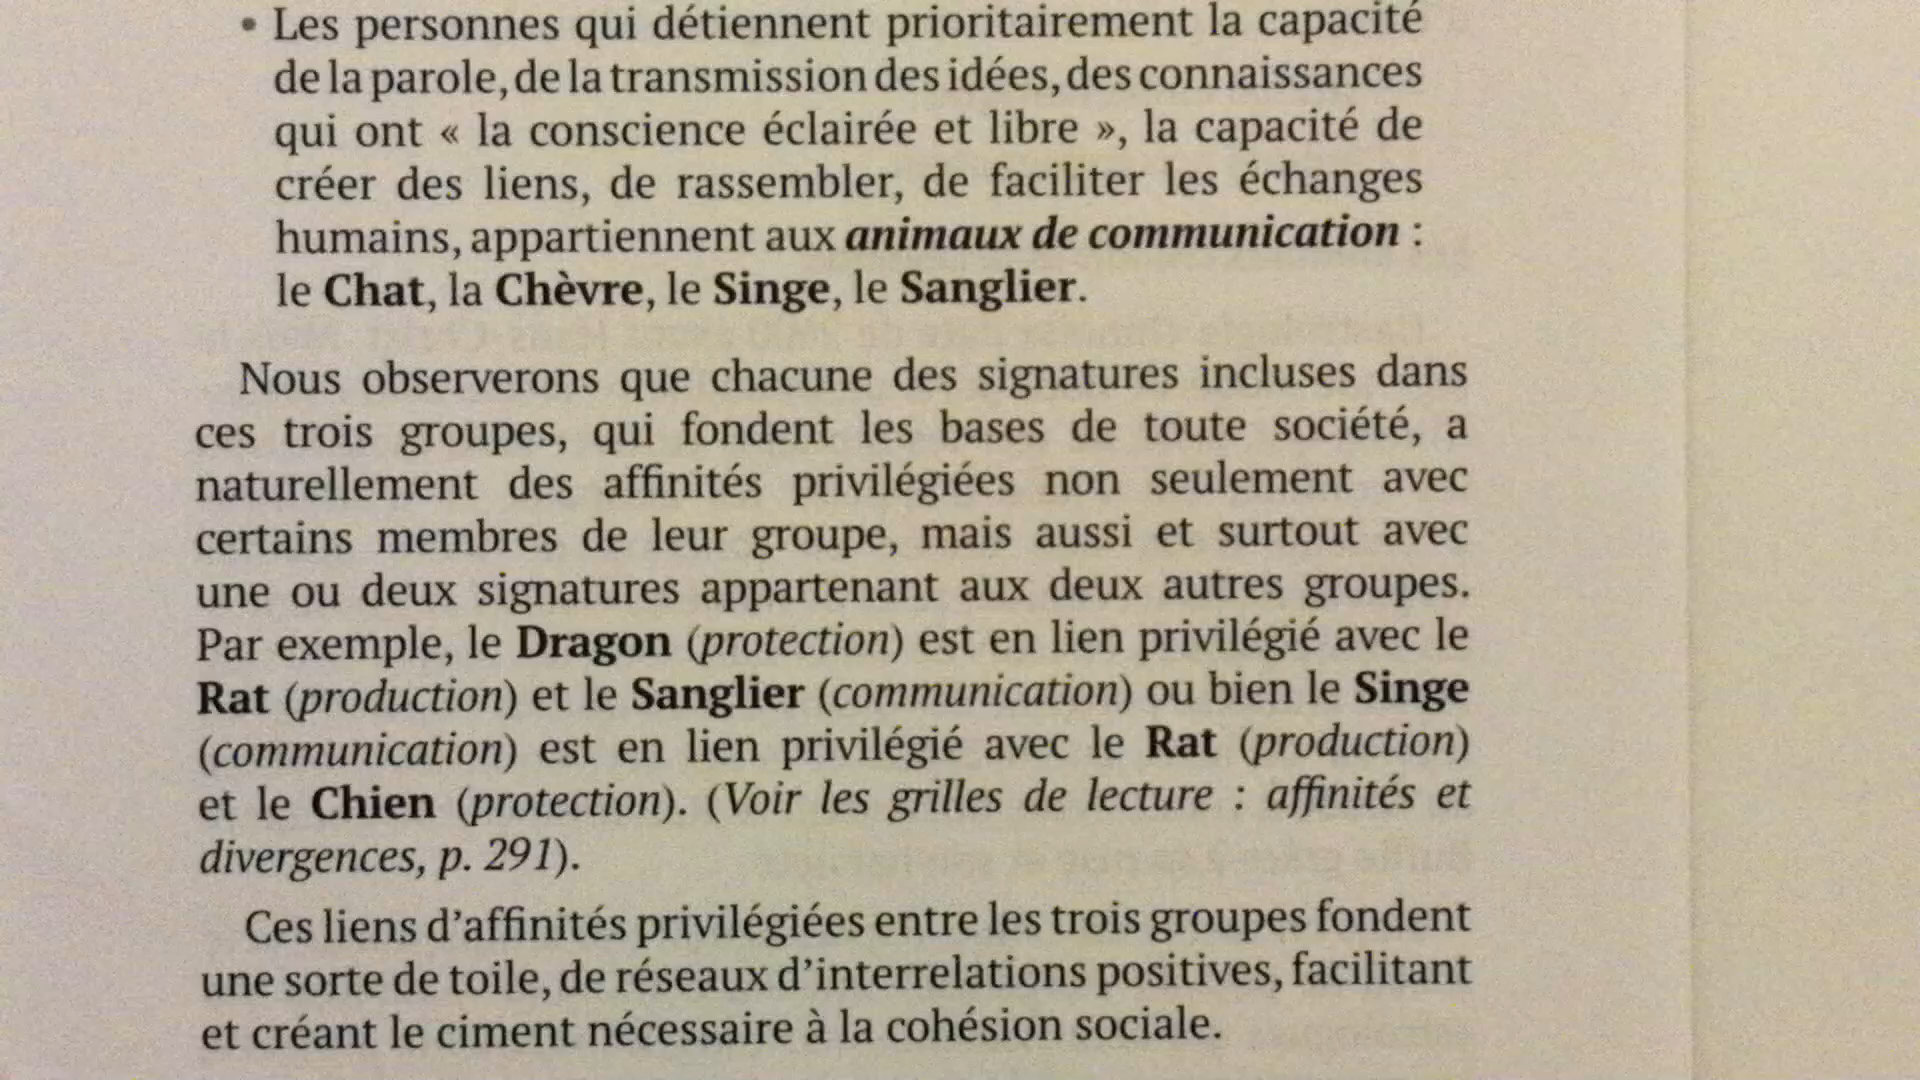 • Les personnes qui détiennent prioritairement la capacité
de la parole, de la transmission des idées, des connaissances
qui ont « la conscience éclairée et libre », la capacité de
créer des liens, de rassembler, de faciliter les échanges
humains, appartiennent aux animaux de communication :
le Chat, la Chèvre, le Singe, le Sanglier.
Nous observerons que chacune des signatures incluses dans
ces trois groupes, qui fondent les bases de toute société, a
naturellement des affinités privilégiées non seulement avec
certains membres de leur groupe, mais aussi et surtout avec
une ou deux signatures appartenant aux deux autres groupes.
Par exemple, le Dragon (protection) est en lien privilégié avec le
Rat (production) et le Sanglier (communication) ou bien le Singe
(communication) est en lien privilégié avec le Rat (production)
et le Chien (protection). (Voir les grilles de lecture : affinités et
divergences, p. 291).
Ces liens d'affinités privilégiées entre les trois groupes fondent
une sorte de toile, de réseaux d'interrelations positives, facilitant
et créant le ciment nécessaire à la cohésion sociale.